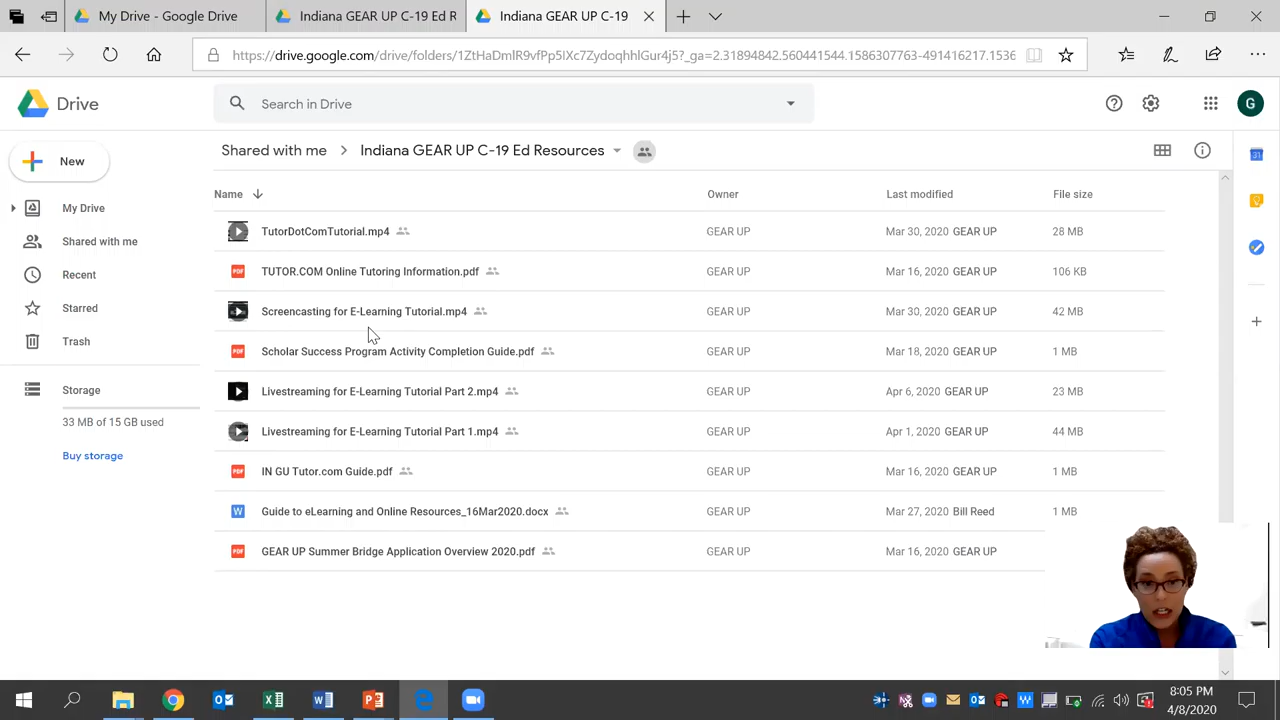 My Drive - Google Drive
Indiana GEAR UP C-19 Ed R
Indiana GEAR UP C-19
https://drive.google.com/drive/folders/1ZtHaDmlR9vfPp5IXc7ZydoqhhlGur4j5?_ga=2.31894842.560441544.1586307763-491416217.1536
Drive
Search in Drive
G
New
Shared with me
Indiana GEAR UP C-19 Ed Resources
31
Name
Owner
Last modified
File size
My Drive
Shared with me
Recent
Starred
Trash
Storage
33 MB of 15 GB used
Buy storage
TutorDotComTutorial.mp4 GEAR UP Mar 30, 2020 GEAR UP 28 MB
PDF TUTOR.COM Online Tutoring Information.pdf GEAR UP Mar 16, 2020 GEAR UP 106 KB
Screencasting for E-Learning Tutorial.mp4 GEAR UP Mar 30, 2020 GEAR UP 42 MB
PDF Scholar Success Program Activity Completion Guide.pdf GEAR UP Mar 18, 2020 GEAR UP 1 MB
Livestreaming for E-Learning Tutorial Part 2.mp4 GEAR UP Apr 6, 2020 GEAR UP 23 MB
Livestreaming for E-Learning Tutorial Part 1.mp4 GEAR UP Apr 1, 2020 GEAR UP 44 MB
PDF IN GU Tutor.com Guide.pdf GEAR UP Mar 16, 2020 GEAR UP 1 MB
W Guide to eLearning and Online Resources_16Mar2020.docx GEAR UP Mar 27, 2020 Bill Reed 1 MB
PDF GEAR UP Summer Bridge Application Overview 2020.pdf GEAR UP Mar 16, 2020 GEAR UP
8:05 PM
4/8/2020